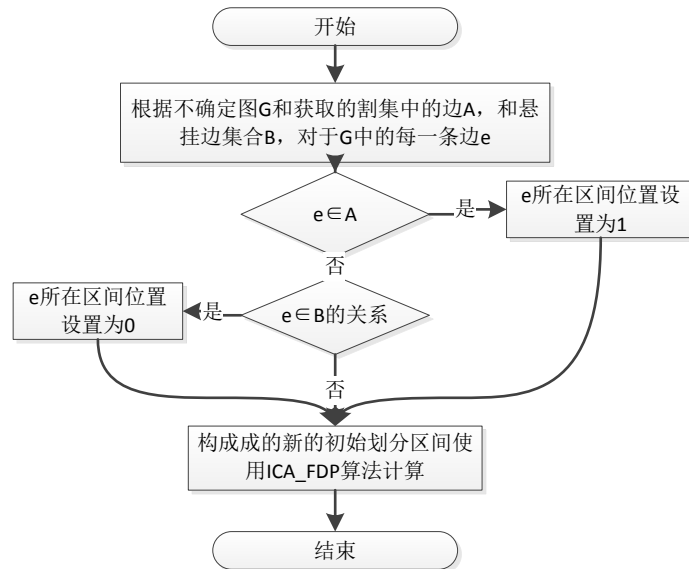 开始
根据不确定图G和获取的割集中的边A，和悬
挂边集合B，对于G中的每一条边e
e∈A
是
e所在区间位置设
置为1
否
e所在区间位置
设置为0
是
e∈B的关系
否
构成成的新的初始划分区间使
用ICA_FDP算法计算
结束